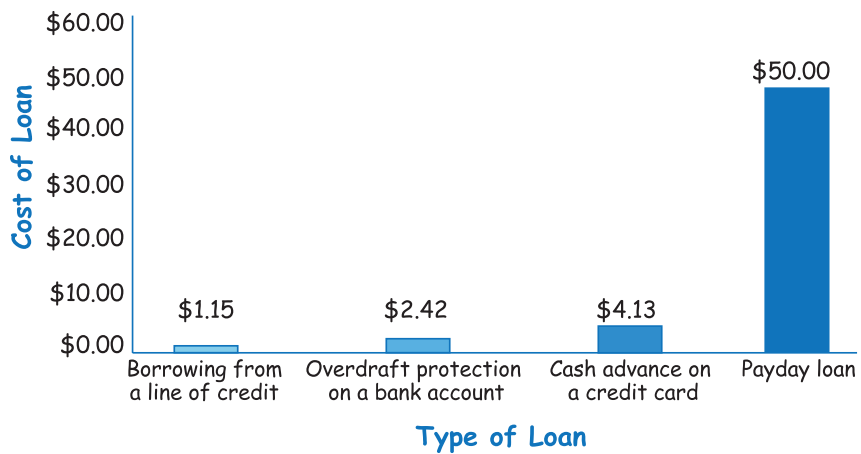 $60.00
$50.00
$40.00
$30.00
$20.00
$10.00
$0.00
Cost of Loan
$1.15
$2.42
$4.13
$50.00
Borrowing from
a line of credit
Overdraft protection
on a bank account
Cash advance on
a credit card
Payday loan
Type of Loan